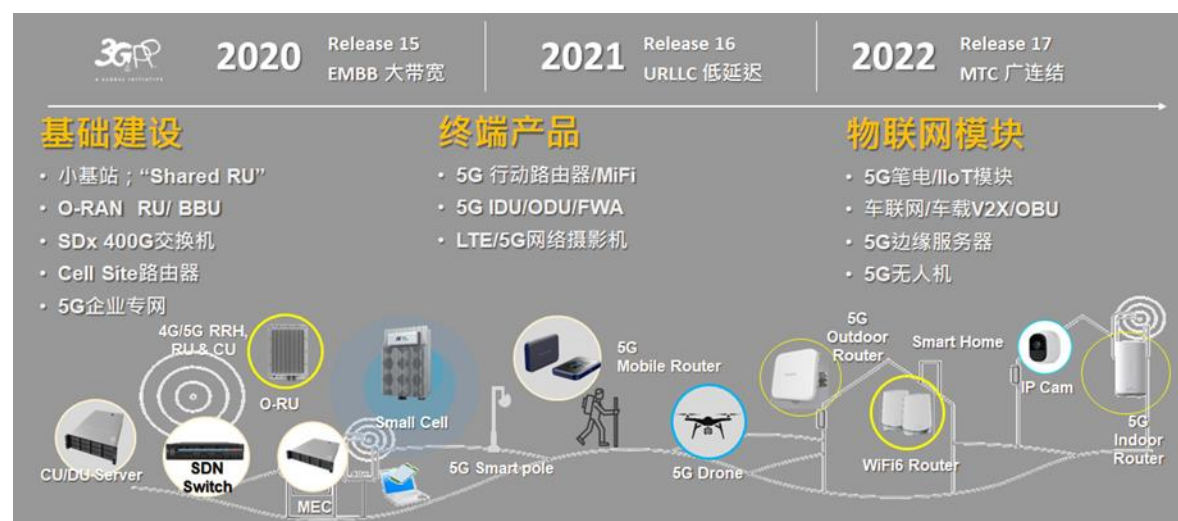 3GPP
A GLOBAL INITIATIVE
2020
Release 15
EMBB 大带宽
2021
Release 16
URLLC 低延迟
2022
Release 17
MTC 广连结
基础建设
• 小基站；“Shared RU”
• O-RAN RU/ BBU
• SDx 400G交换机
• Cell Site路由器
• 5G企业专网
终端产品
• 5G 行动路由器/MiFi
• 5G IDU/ODU/FWA
• LTE/5G网络摄影机
物联网模块
• 5G笔电/IIoT模块
• 车联网/车载V2X/OBU
• 5G边缘服务器
• 5G无人机
4G/5G RRH,
RU & CU
O-RU
CU/DU Server
SDN
Switch
MEC
Small Cell
5G Smart pole
5G
Mobile Router
5G Drone
5G
Outdoor
Router
WiFi6 Router
Smart Home
IP Cam
5G
Indoor
Router